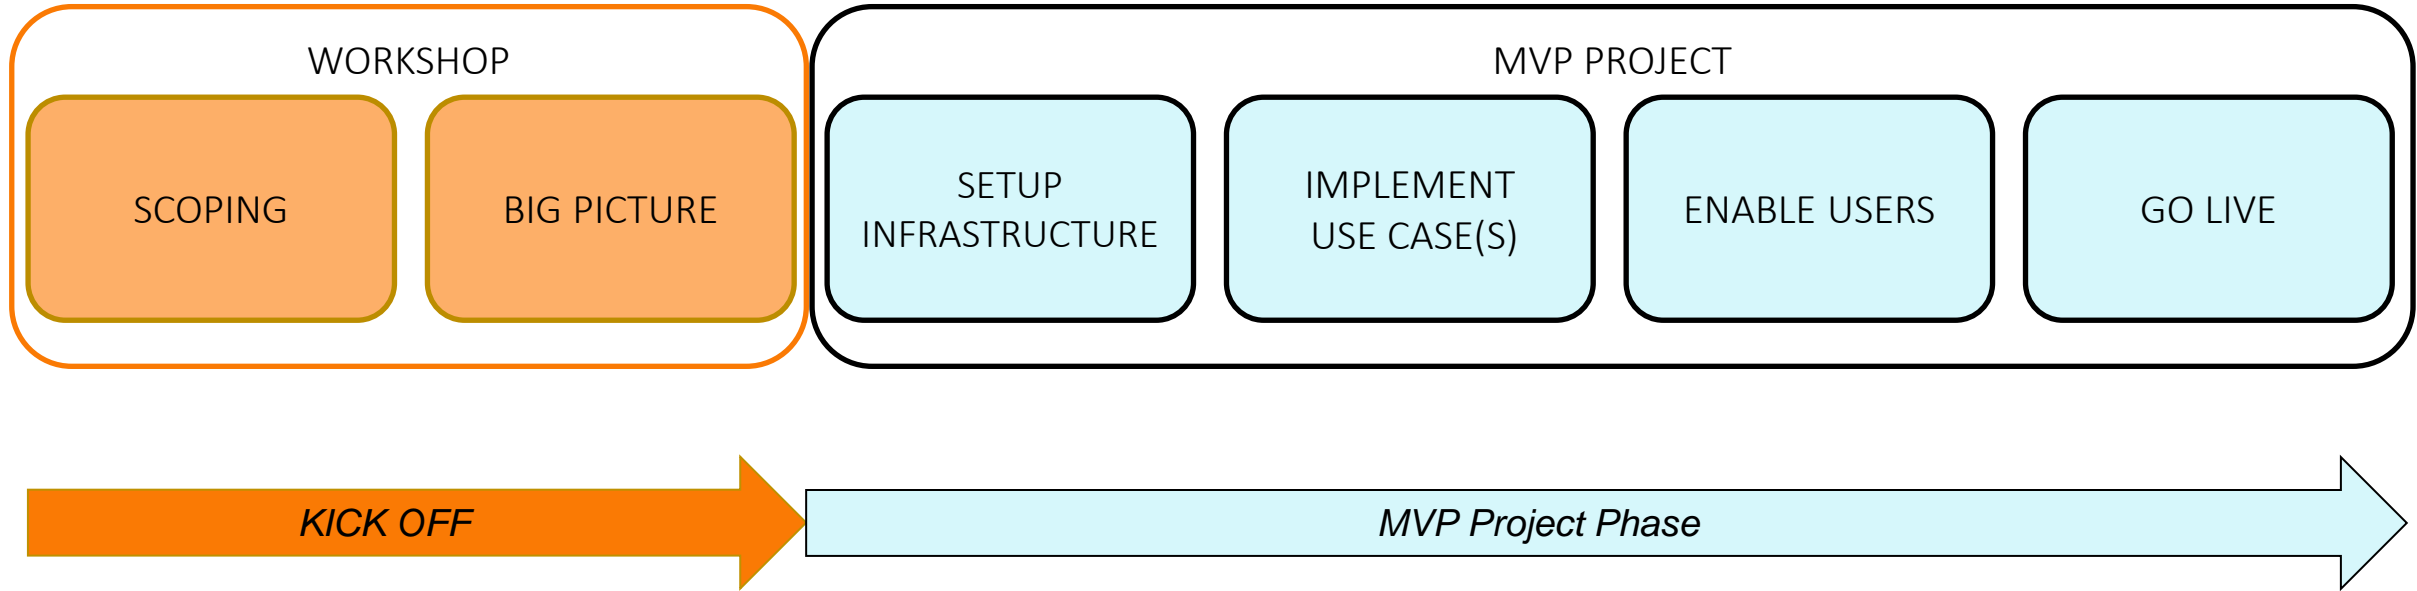 WORKSHOP
MVP PROJECT
SCOPING
BIG PICTURE
SETUP
INFRASTRUCTURE
IMPLEMENT
USE CASE(S)
ENABLE USERS
GO LIVE
KICK OFF
MVP Project Phase